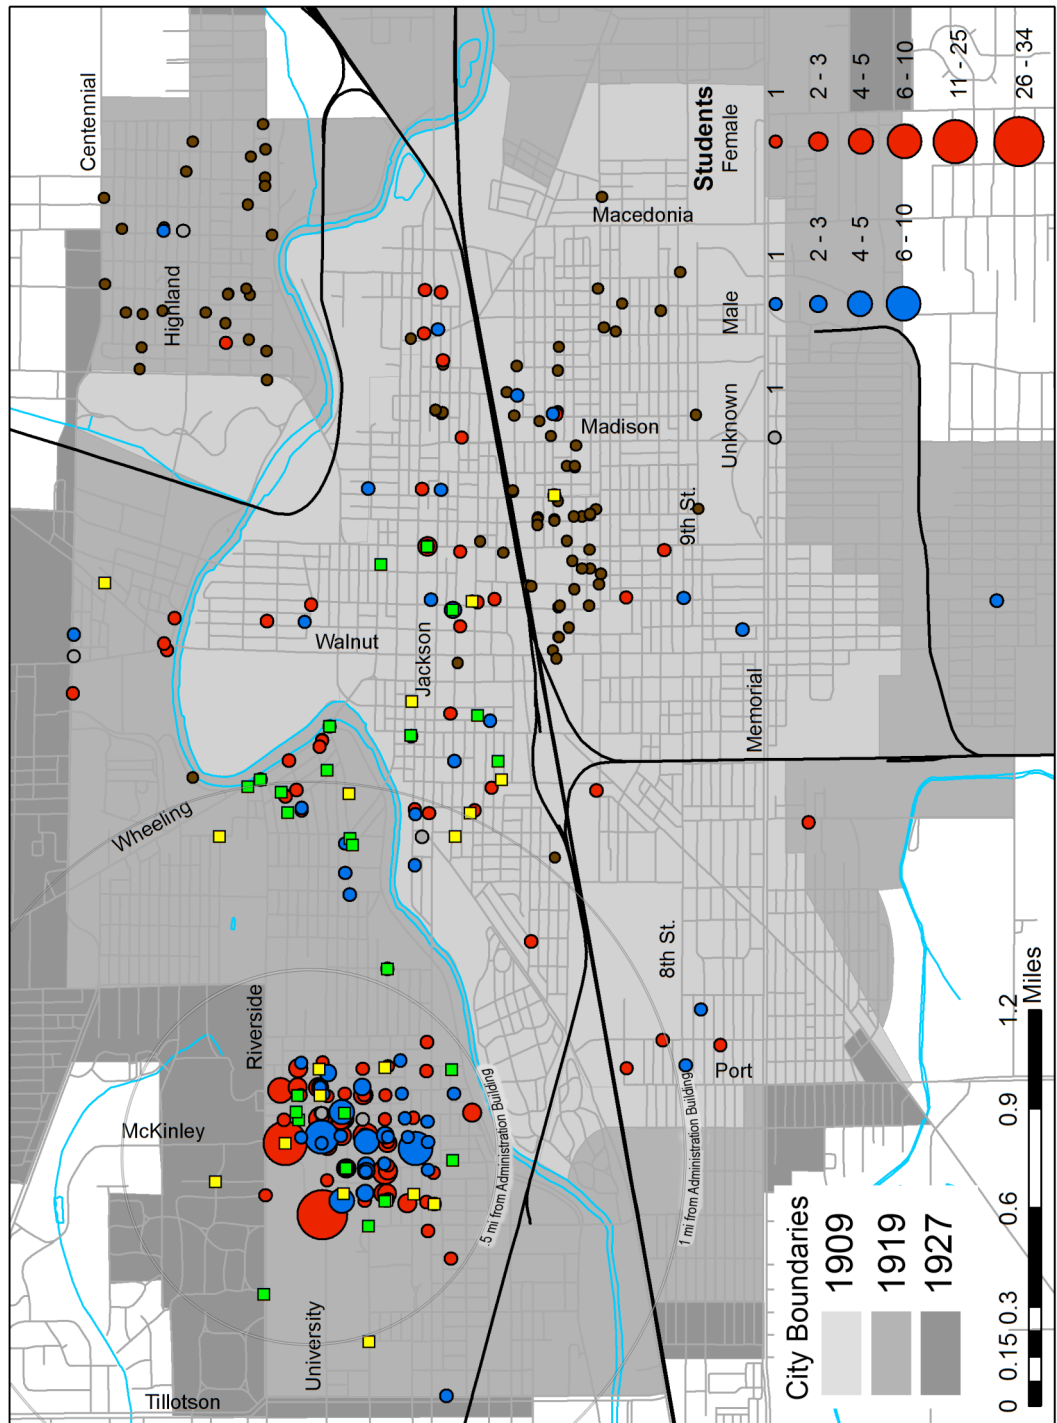 Centennial
Highland
Macedonia
Madison
9th St.
Walnut
Jackson
Memorial
Wheeling
8th St.
Port
Riverside
McKinley
University
Tillotson
.5 mi from Administration Building
1 mi from Administration Building
Students
Unknown Male Female
1 1 1
2 - 3 2 - 3
4 - 5 4 - 5
6 - 10 6 - 10
11 - 25
26 - 34
City Boundaries
1909
1919
1927
0 0.15 0.3 0.6 0.9 1.2
Miles